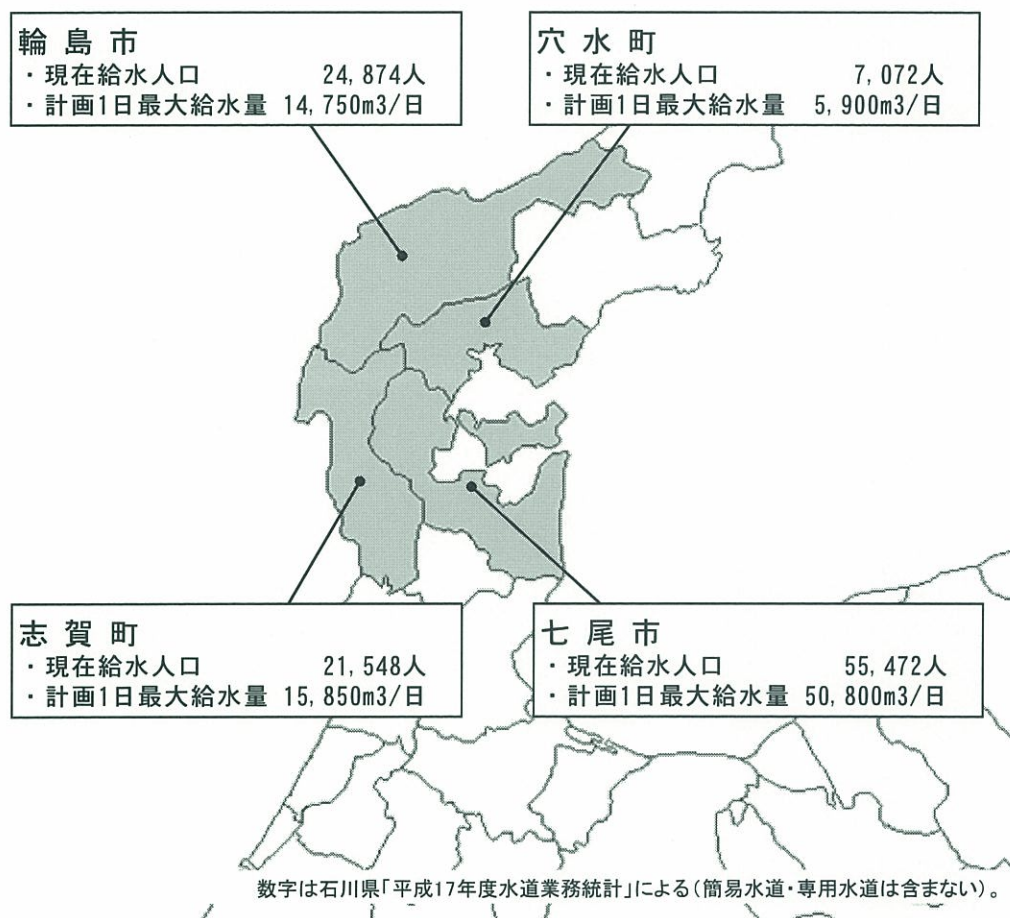 輪島市
・現在給水人口 24,874人
・計画1日最大給水量 14,750m3/日
穴水町
・現在給水人口 7,072人
・計画1日最大給水量 5,900m3/日
志賀町
・現在給水人口 21,548人
・計画1日最大給水量 15,850m3/日
七尾市
・現在給水人口 55,472人
・計画1日最大給水量 50,800m3/日
数字は石川県「平成17年度水道業務統計」による(簡易水道・専用水道は含まない)。